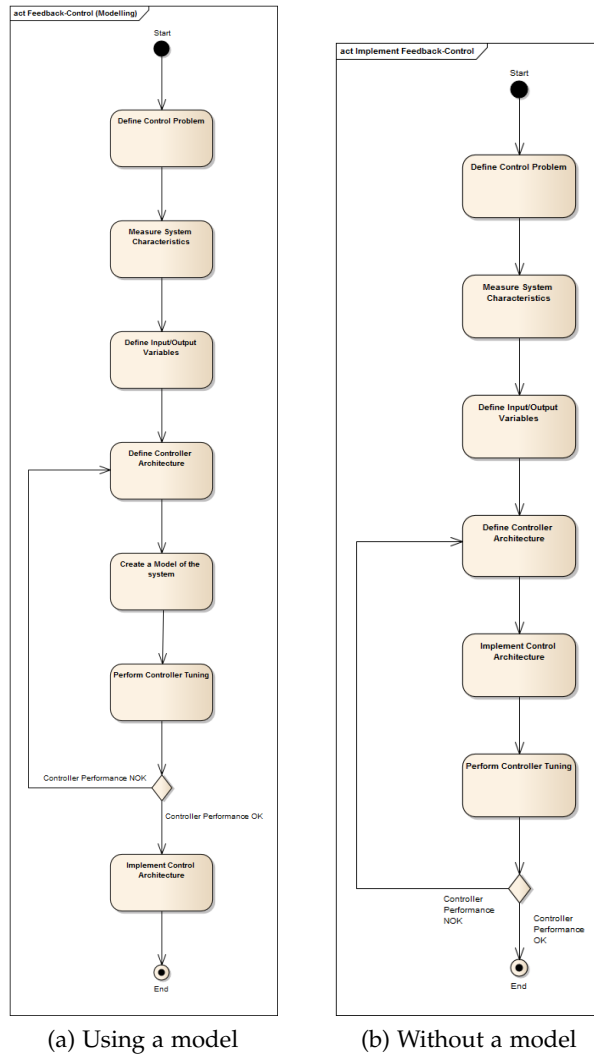 act Feedback-Control (Modelling)
Start
Define Control Problem
Measure System
Characteristics
Define Input/Output
Variables
Define Controller
Architecture
Create a Model of the
system
Perform Controller Tuning
Controller Performance NOK
Controller Performance OK
Implement Control
Architecture
End
(a) Using a model
act Implement Feedback-Control
Start
Define Control Problem
Measure System
Characteristics
Define Input/Output
Variables
Define Controller
Architecture
Implement Control
Architecture
Perform Controller Tuning
Controller
Performance
NOK
Controller
Performance
OK
End
(b) Without a model